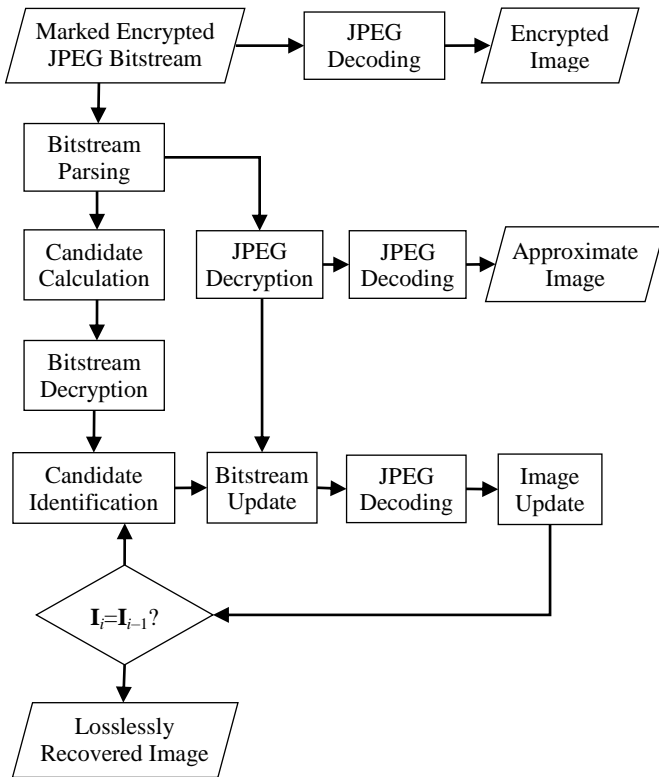 Marked Encrypted
JPEG Bitstream
JPEG
Decoding
Encrypted
Image
Bitstream
Parsing
Candidate
Calculation
JPEG
Decryption
JPEG
Decoding
Approximate
Image
Bitstream
Decryption
Candidate
Identification
Bitstream
Update
JPEG
Decoding
Image
Update
Iᵢ=Iᵢ₋₁?
Losslessly
Recovered Image